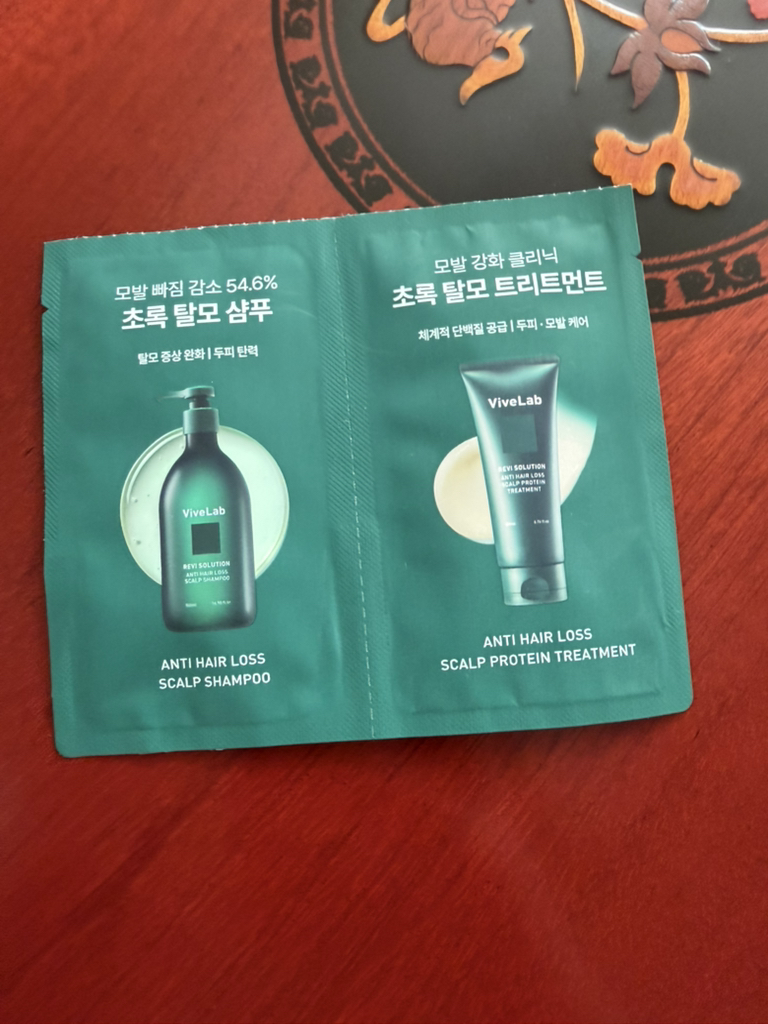 모발 빠짐 감소 54.6%
초록 탈모 샴푸
탈모 증상 완화 | 두피 탄력
ViveLab
REVI SOLUTION
ANTI HAIR LOSS
SCALP SHAMPOO
ANTI HAIR LOSS
SCALP SHAMPOO
모발 강화 클리닉
초록 탈모 트리트먼트
체계적 단백질 공급 | 두피 · 모발 케어
ViveLab
REVI SOLUTION
ANTI HAIR LOSS
SCALP PROTEIN
TREATMENT
ANTI HAIR LOSS
SCALP PROTEIN TREATMENT